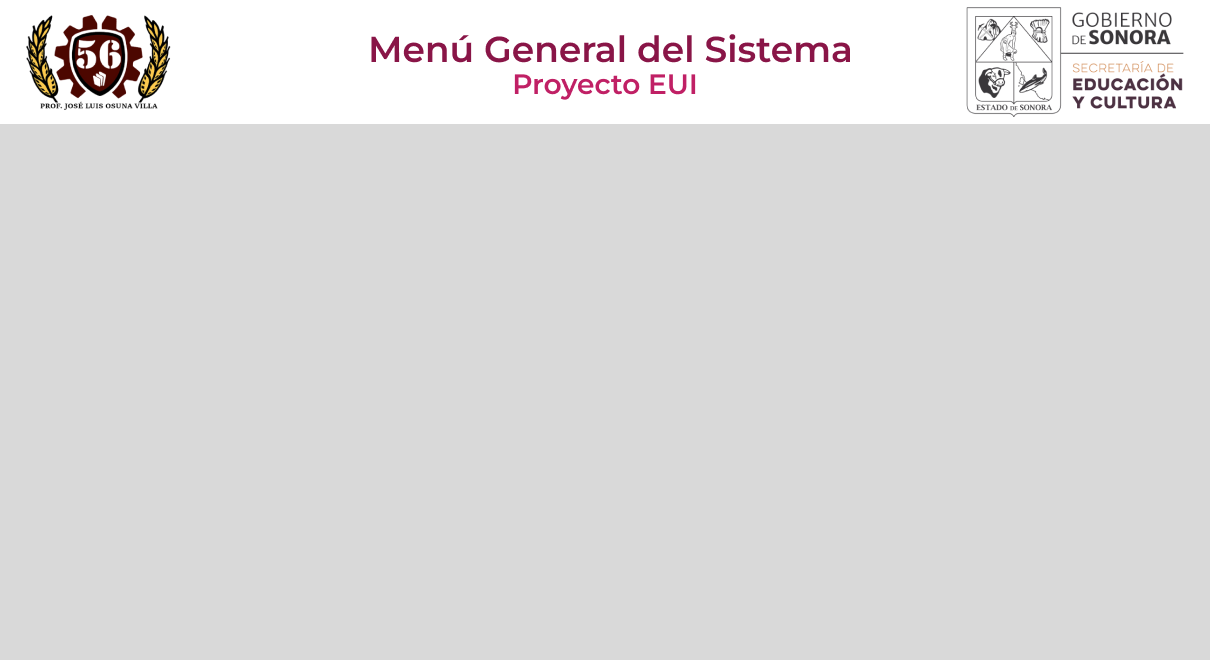 56
PROF. JOSÉ LUIS OSUNA VILLA
Menú General del Sistema
Proyecto EUI
ESTADO DE SONORA
GOBIERNO
DE SONORA
SECRETARÍA DE
EDUCACIÓN
Y CULTURA